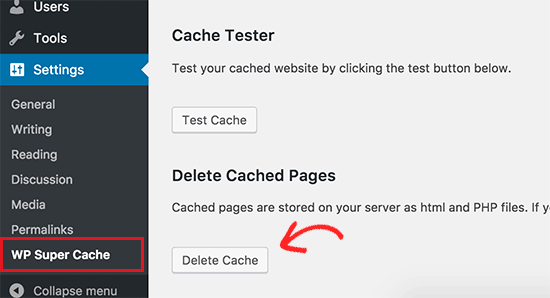 Users
Tools
Settings
General
Writing
Reading
Discussion
Media
Permalinks
WP Super Cache
Collapse menu
Cache Tester
Test your cached website by clicking the test button below.
Test Cache
Delete Cached Pages
Cached pages are stored on your server as html and PHP files. If
Delete Cache